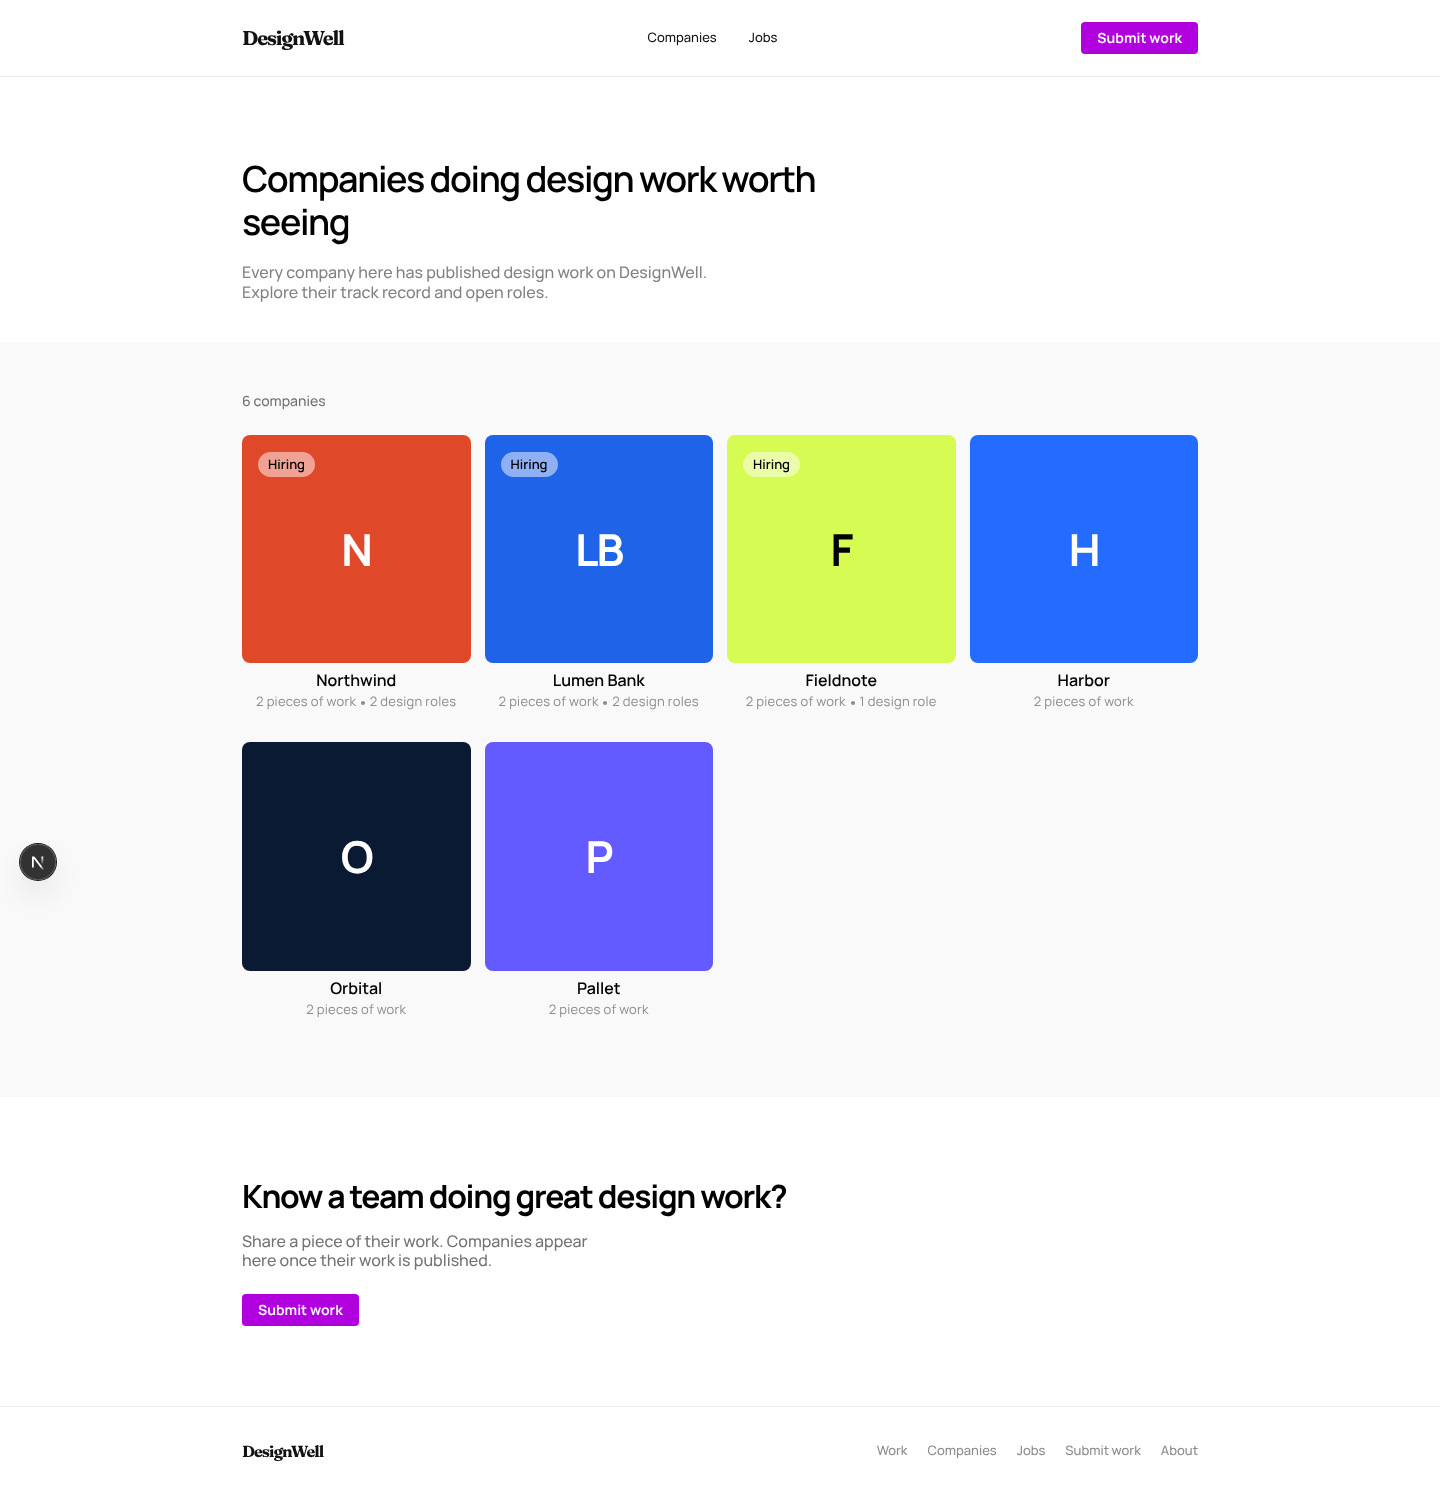 DesignWell
Companies
Jobs
Submit work
Companies doing design work worth
seeing
Every company here has published design work on DesignWell.
Explore their track record and open roles.
6 companies
Hiring
Hiring
Hiring
N
LB
F
H
Northwind
Lumen Bank
Fieldnote
Harbor
2 pieces of work • 2 design roles
2 pieces of work • 2 design roles
2 pieces of work • 1 design role
2 pieces of work
O
P
N
Orbital
Pallet
2 pieces of work
2 pieces of work
Know a team doing great design work?
Share a piece of their work. Companies appear
here once their work is published.
Submit work
DesignWell
Work
Companies
Jobs
Submit work
About